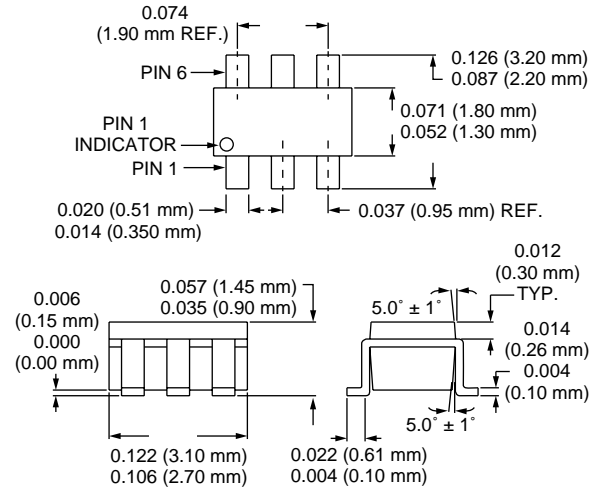 0.074
(1.90 mm REF.)
PIN 6
0.126 (3.20 mm)
0.087 (2.20 mm)
0.071 (1.80 mm)
0.052 (1.30 mm)
PIN 1
INDICATOR
PIN 1
0.020 (0.51 mm)
0.014 (0.350 mm)
0.037 (0.95 mm) REF.
0.012
(0.30 mm)
TYP.
0.057 (1.45 mm)
0.035 (0.90 mm)
5.0° ± 1°
0.006
(0.15 mm)
0.000
(0.00 mm)
0.014
(0.26 mm)
0.004
(0.10 mm)
5.0° ± 1°
0.122 (3.10 mm)
0.106 (2.70 mm)
0.022 (0.61 mm)
0.004 (0.10 mm)